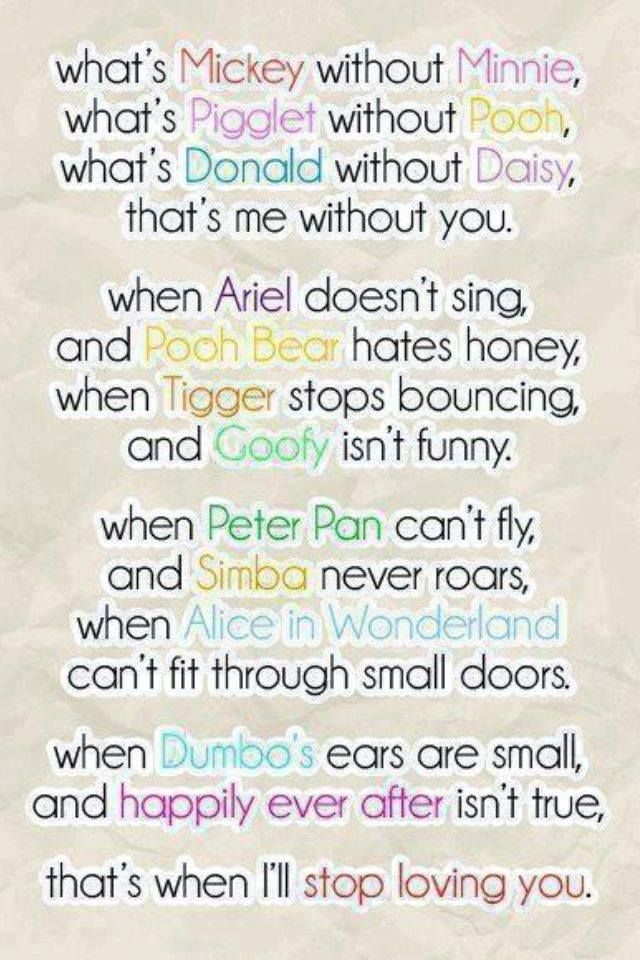 what's Mickey without Minnie,
what's Pigglet without Pooh,
what's Donald without Daisy,
that's me without you.
when Ariel doesn't sing,
and Pooh Bear hates honey,
when Tigger stops bouncing,
and Goofy isn't funny.
when Peter Pan can't fly,
and Simba never roars,
when Alice in Wonderland
can't fit through small doors.
when Dumbo's ears are small,
and happily ever after isn't true,
that's when I'll stop loving you.